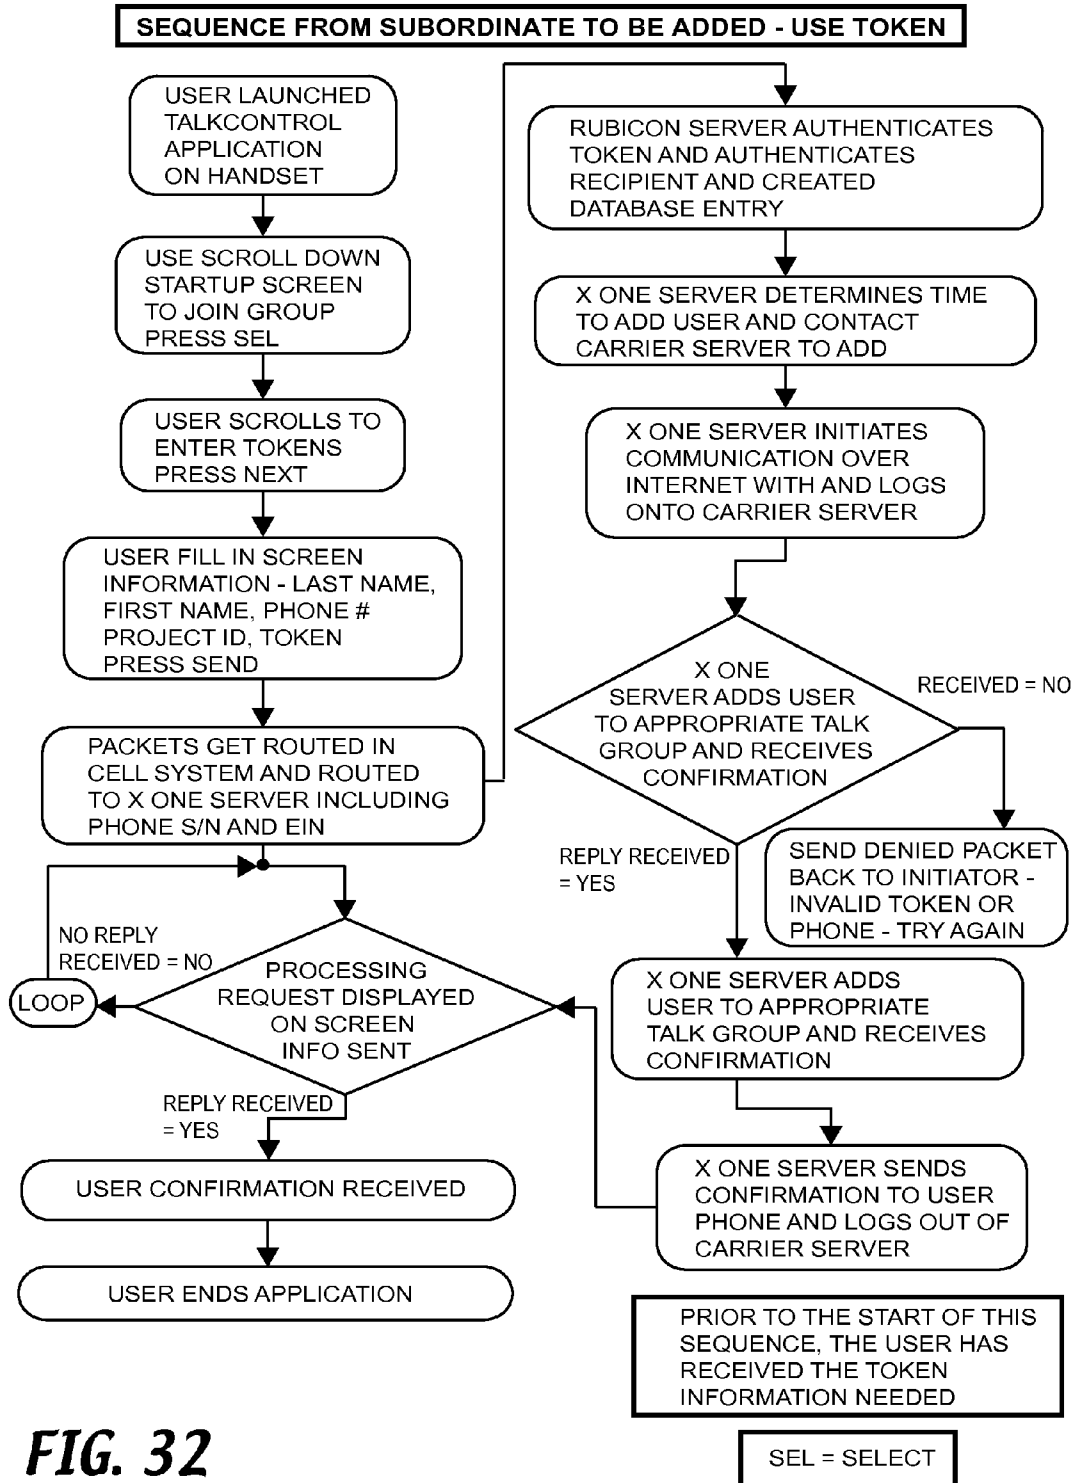 SEQUENCE FROM SUBORDINATE TO BE ADDED - USE TOKEN
USER LAUNCHED
TALKCONTROL
APPLICATION
ON HANDSET
USE SCROLL DOWN
STARTUP SCREEN
TO JOIN GROUP
PRESS SEL
USER SCROLLS TO
ENTER TOKENS
PRESS NEXT
USER FILL IN SCREEN
INFORMATION - LAST NAME,
FIRST NAME, PHONE #
PROJECT ID, TOKEN
PRESS SEND
PACKETS GET ROUTED IN
CELL SYSTEM AND ROUTED
TO X ONE SERVER INCLUDING
PHONE S/N AND EIN
NO REPLY
RECEIVED = NO
LOOP
PROCESSING
REQUEST DISPLAYED
ON SCREEN
INFO SENT
REPLY RECEIVED
= YES
USER CONFIRMATION RECEIVED
USER ENDS APPLICATION
RUBICON SERVER AUTHENTICATES
TOKEN AND AUTHENTICATES
RECIPIENT AND CREATED
DATABASE ENTRY
X ONE SERVER DETERMINES TIME
TO ADD USER AND CONTACT
CARRIER SERVER TO ADD
X ONE SERVER INITIATES
COMMUNICATION OVER
INTERNET WITH AND LOGS
ONTO CARRIER SERVER
X ONE
SERVER ADDS USER
TO APPROPRIATE TALK
GROUP AND RECEIVES
CONFIRMATION
RECEIVED = NO
REPLY RECEIVED
= YES
SEND DENIED PACKET
BACK TO INITIATOR -
INVALID TOKEN OR
PHONE - TRY AGAIN
X ONE SERVER ADDS
USER TO APPROPRIATE
TALK GROUP AND RECEIVES
CONFIRMATION
X ONE SERVER SENDS
CONFIRMATION TO USER
PHONE AND LOGS OUT OF
CARRIER SERVER
PRIOR TO THE START OF THIS
SEQUENCE, THE USER HAS
RECEIVED THE TOKEN
INFORMATION NEEDED
SEL = SELECT
FIG. 32